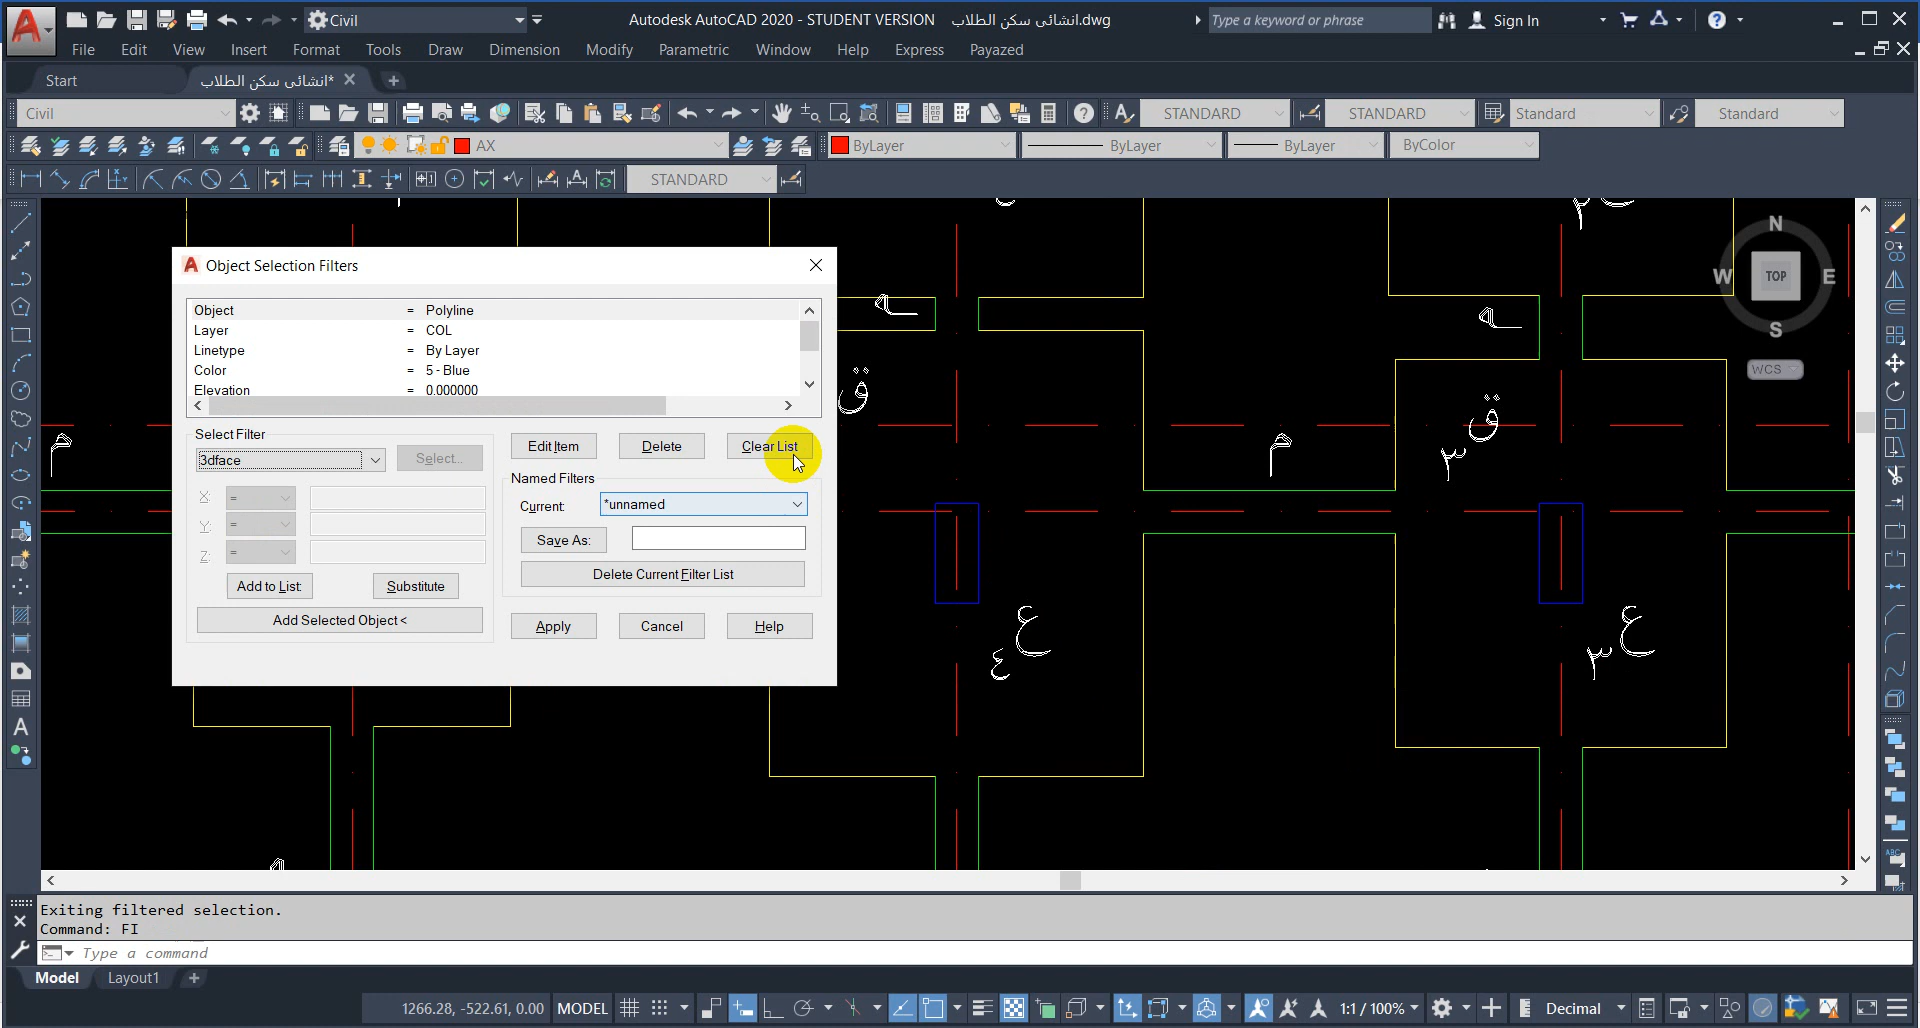 Civil
Autodesk AutoCAD 2020 - STUDENT VERSION انشائى سكن الطلاب.dwg
Type a keyword or phrase
Sign In
File Edit View Insert Format Tools Draw Dimension Modify Parametric Window Help Express Payazed
Start
انشائى سكن الطلاب*
Civil
STANDARD
STANDARD
Standard
Standard
AX
ByLayer
ByLayer
ByLayer
ByColor
STANDARD
Object Selection Filters
Object = Polyline
Layer = COL
Linetype = By Layer
Color = 5 - Blue
Elevation = 0.000000
Select Filter
3dface
Select...
X: =
Y: =
Z: =
Add to List:
Substitute
Add Selected Object <
Edit Item
Delete
Clear List
Named Filters
Current:
*unnamed
Save As:
Delete Current Filter List
Apply
Cancel
Help
N
W
TOP
E
S
WCS
م
ق
م
ق
٣
ع
٤
ع
٣
Exiting filtered selection.
Command: FI
Type a command
Model
Layout1
1266.28, -522.61, 0.00
MODEL
1:1 / 100%
Decimal